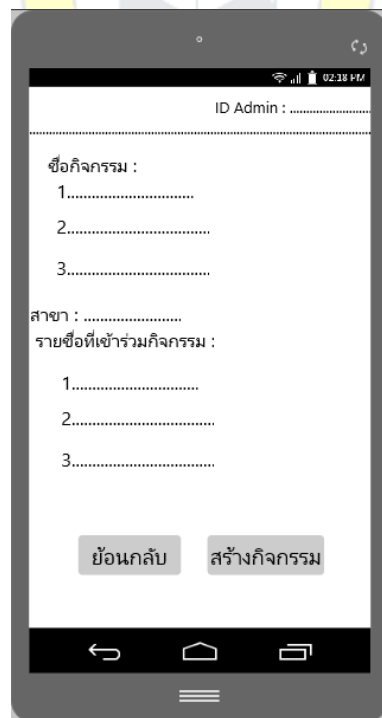 02:18 PM
ID Admin : ........................
ชื่อกิจกรรม :
1...............................
2...................................
3...................................
สาขา : ........................
รายชื่อที่เข้าร่วมกิจกรรม :
1...............................
2...................................
3...................................
ย้อนกลับ
สร้างกิจกรรม